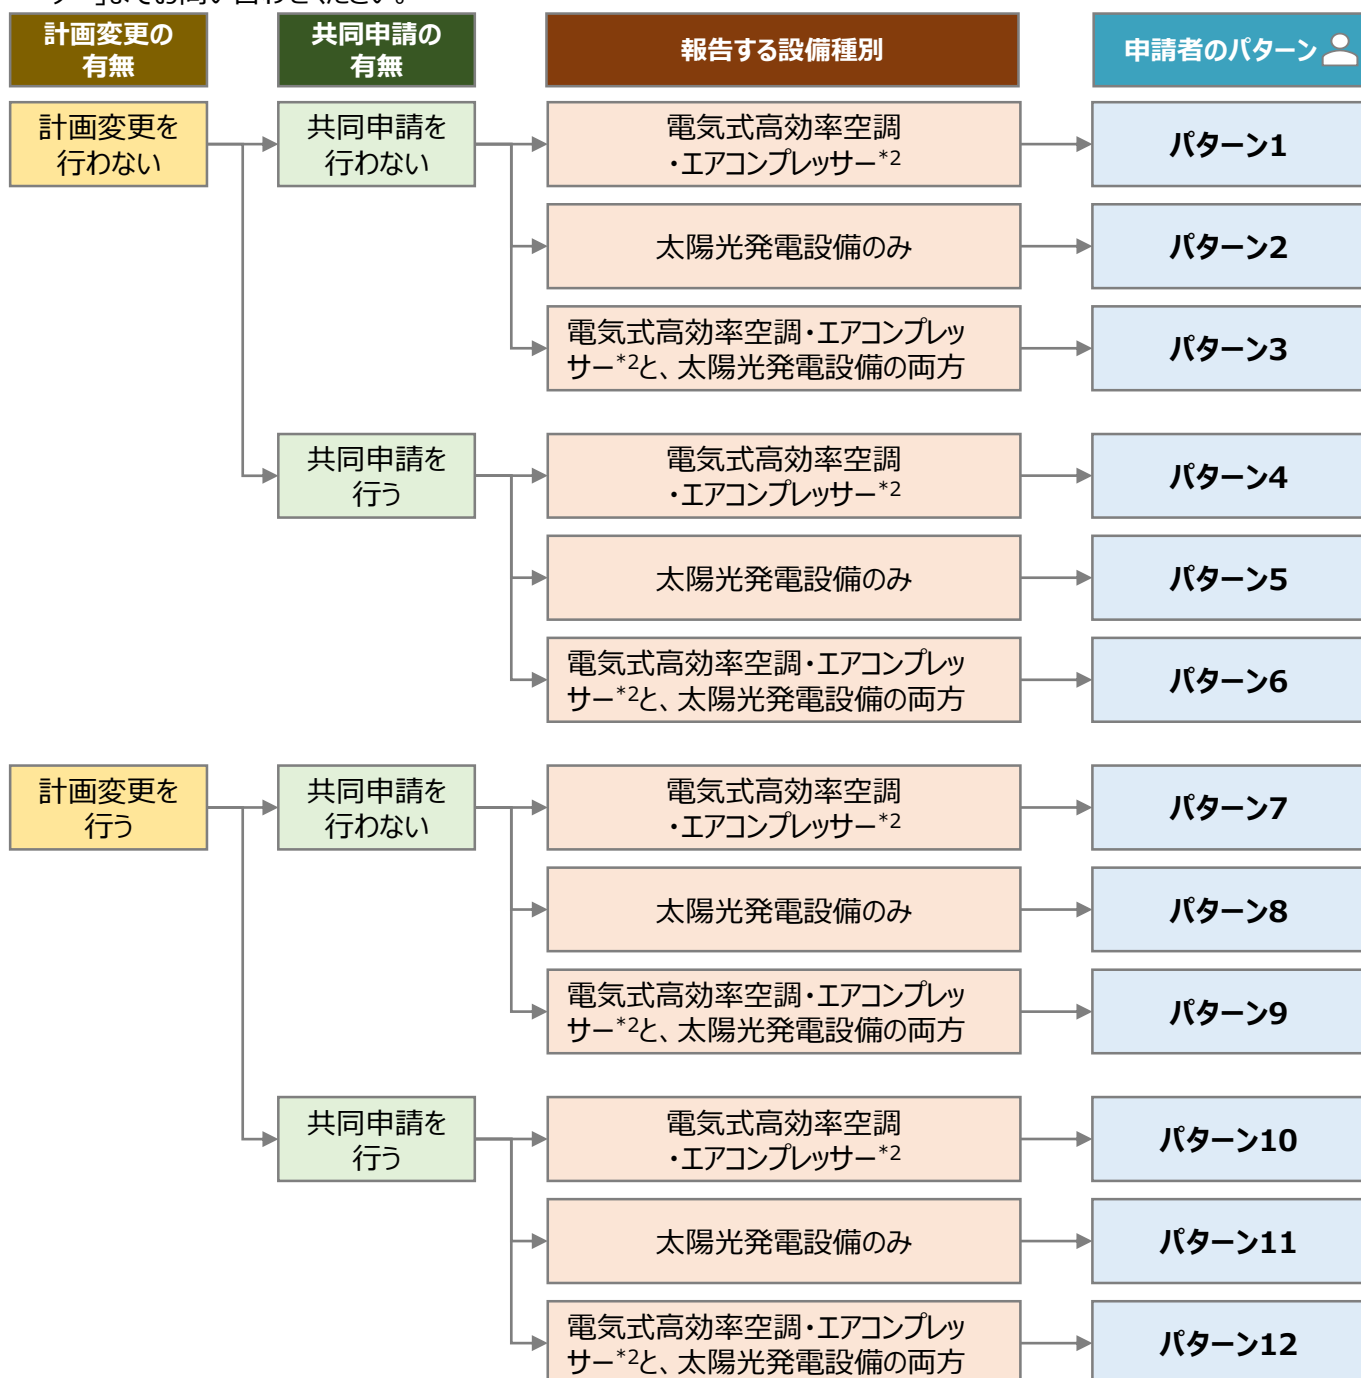 計画変更の
有無
共同申請の
有無
報告する設備種別
申請者のパターン
計画変更を
行わない
共同申請を
行わない
電気式高効率空調
・エアコンプレッサー*2
パターン1
太陽光発電設備のみ
パターン2
電気式高効率空調・エアコンプレッ
サー*2と、太陽光発電設備の両方
パターン3
共同申請を
行う
電気式高効率空調
・エアコンプレッサー*2
パターン4
太陽光発電設備のみ
パターン5
電気式高効率空調・エアコンプレッ
サー*2と、太陽光発電設備の両方
パターン6
計画変更を
行う
共同申請を
行わない
電気式高効率空調
・エアコンプレッサー*2
パターン7
太陽光発電設備のみ
パターン8
電気式高効率空調・エアコンプレッ
サー*2と、太陽光発電設備の両方
パターン9
共同申請を
行う
電気式高効率空調
・エアコンプレッサー*2
パターン10
太陽光発電設備のみ
パターン11
電気式高効率空調・エアコンプレッ
サー*2と、太陽光発電設備の両方
パターン12